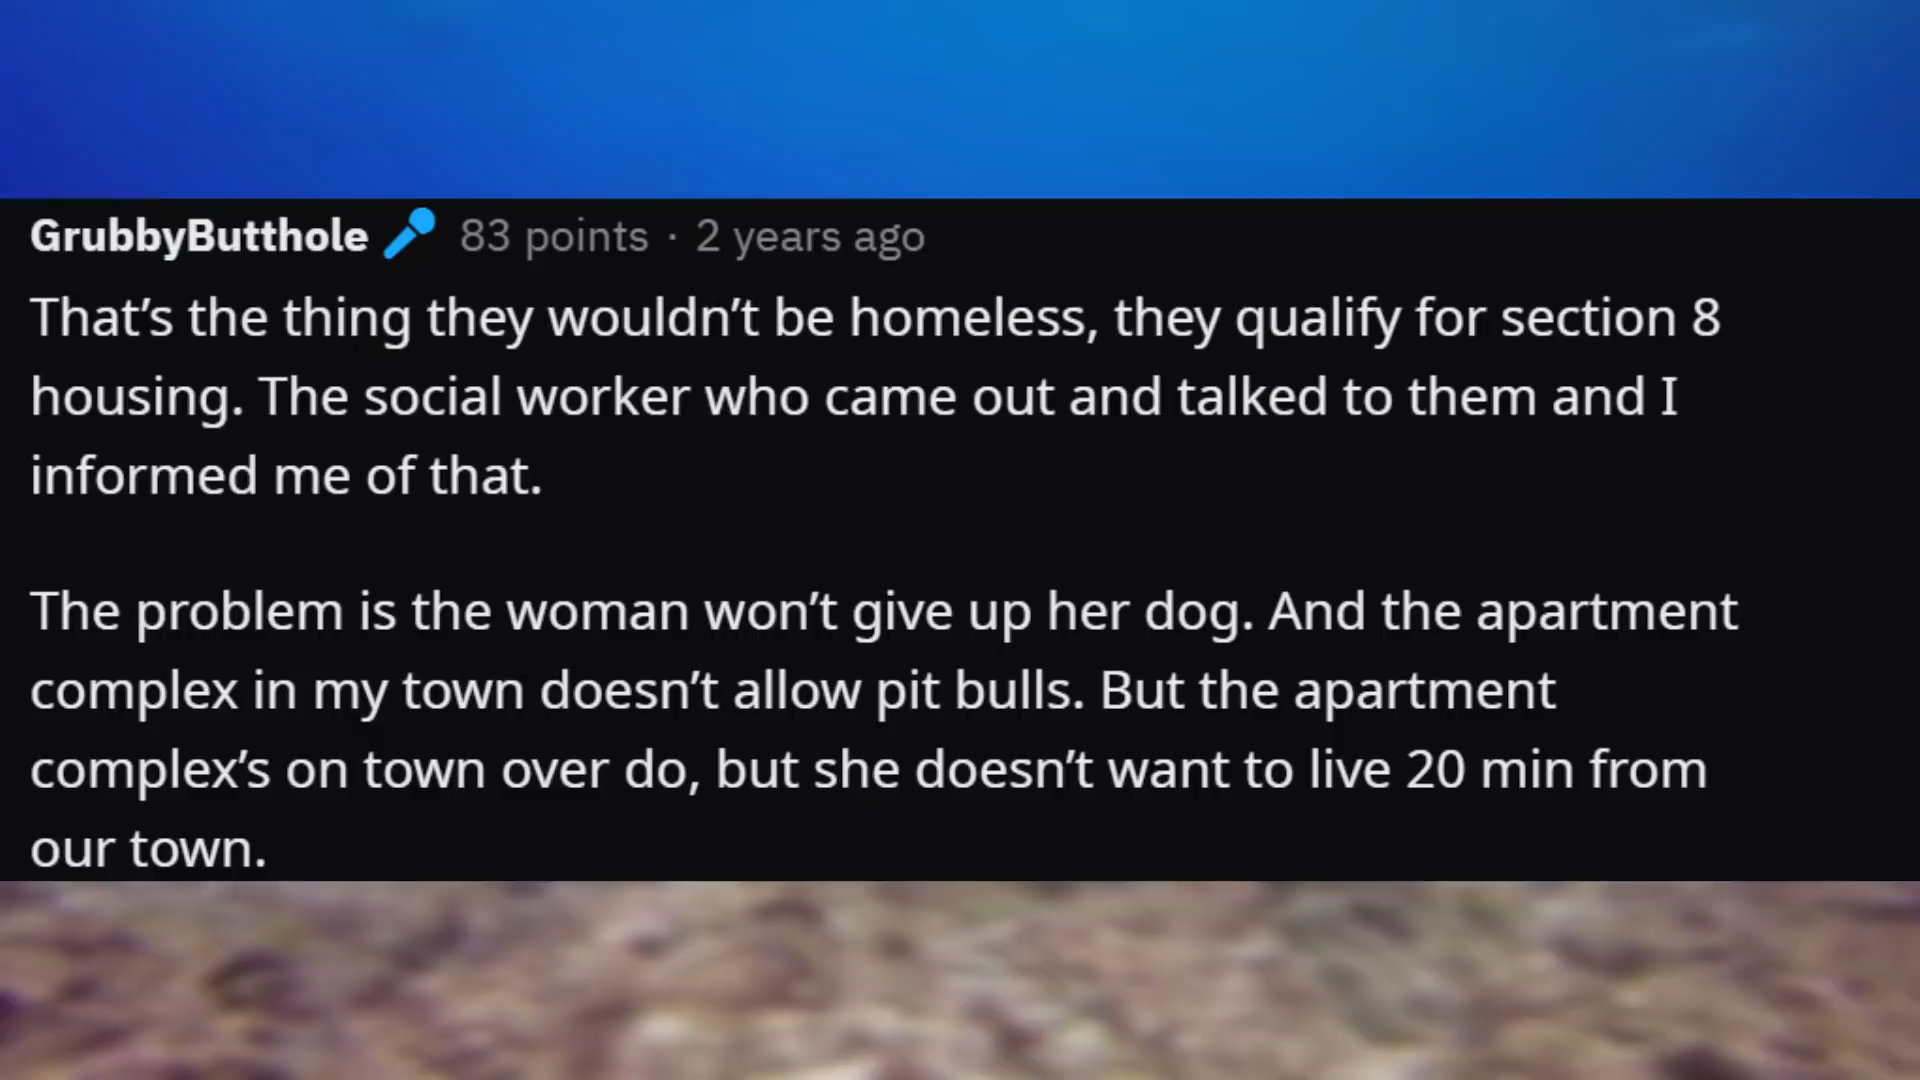 GrubbyButthole 83 points · 2 years ago
That’s the thing they wouldn’t be homeless, they qualify for section 8
housing. The social worker who came out and talked to them and I
informed me of that.
The problem is the woman won’t give up her dog. And the apartment
complex in my town doesn’t allow pit bulls. But the apartment
complex’s on town over do, but she doesn’t want to live 20 min from
our town.